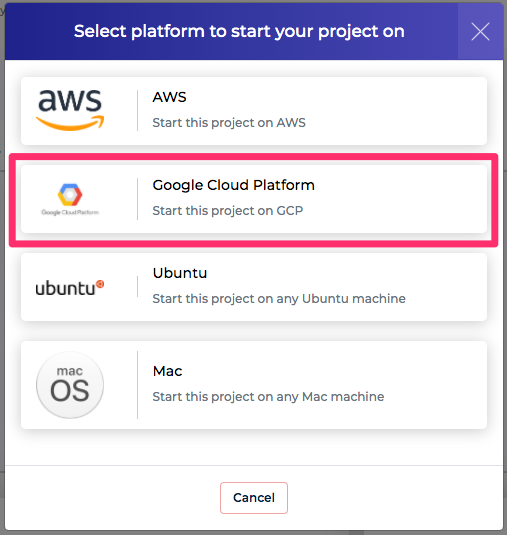 Select platform to start your project on
aws
AWS
Start this project on AWS
Google Cloud Platform
Google Cloud Platform
Start this project on GCP
ubuntu
Ubuntu
Start this project on any Ubuntu machine
mac
OS
Mac
Start this project on any Mac machine
Cancel